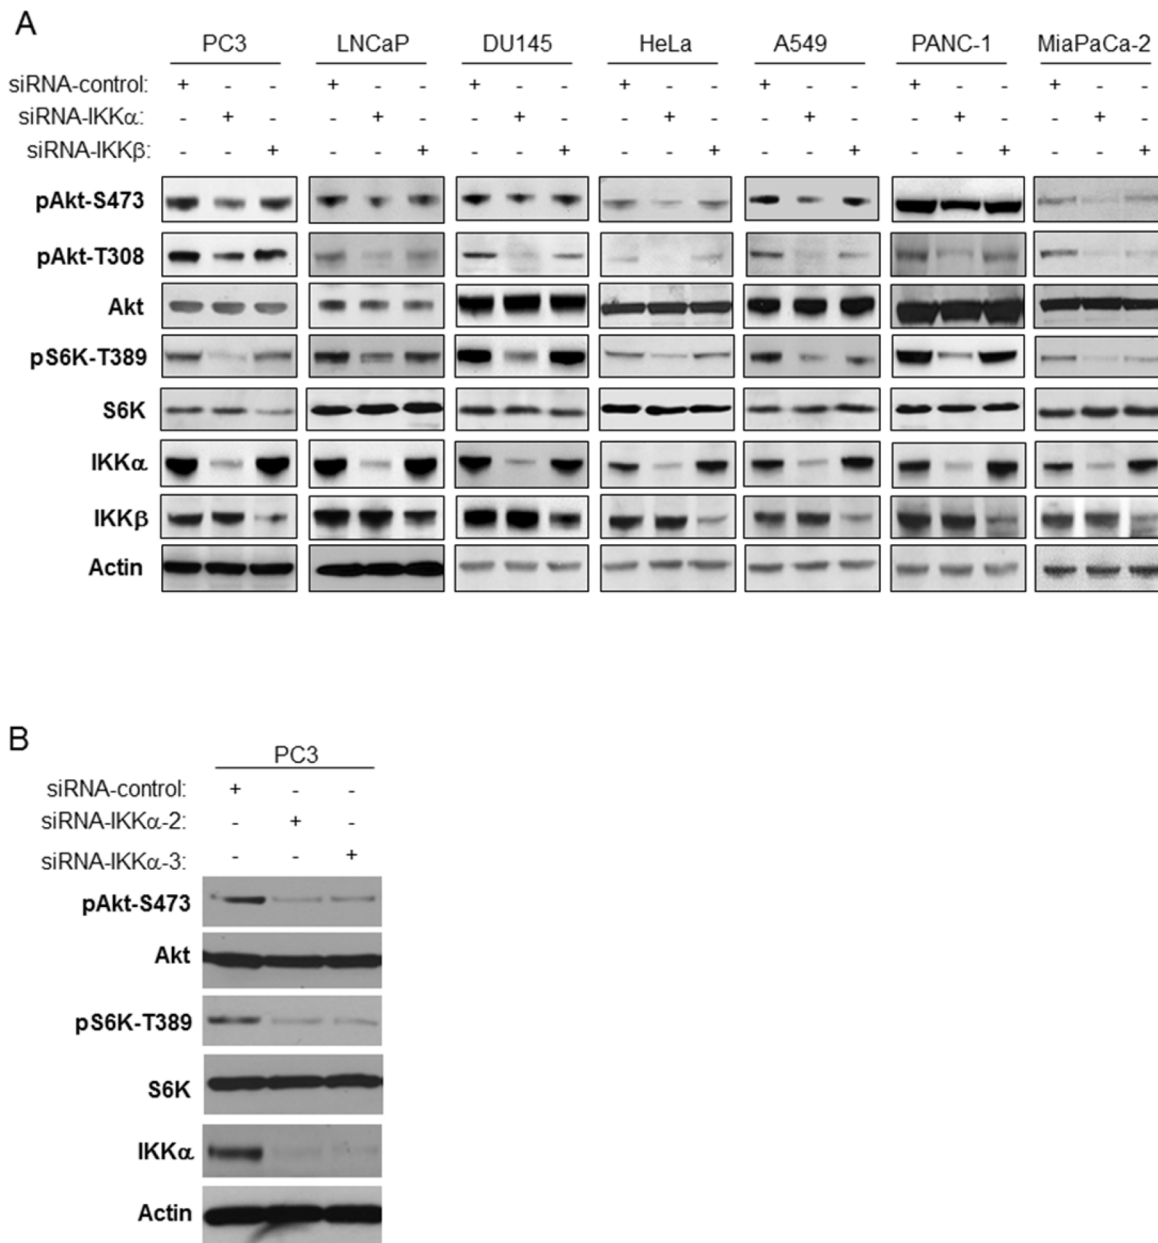 A
PC3 LNCaP DU145 HeLa A549 PANC-1 MiaPaCa-2
siRNA-control: + - - + - - + - - + - - + - - + - - + - -
siRNA-IKKα: - + - - + - - + - - + - - + - - + - - + -
siRNA-IKKβ: - - + - - + - - + - - + - - + - - + - - +
pAkt-S473
pAkt-T308
Akt
pS6K-T389
S6K
IKKα
IKKβ
Actin
B
PC3
siRNA-control: + - -
siRNA-IKKα-2: - + -
siRNA-IKKα-3: - - +
pAkt-S473
Akt
pS6K-T389
S6K
IKKα
Actin